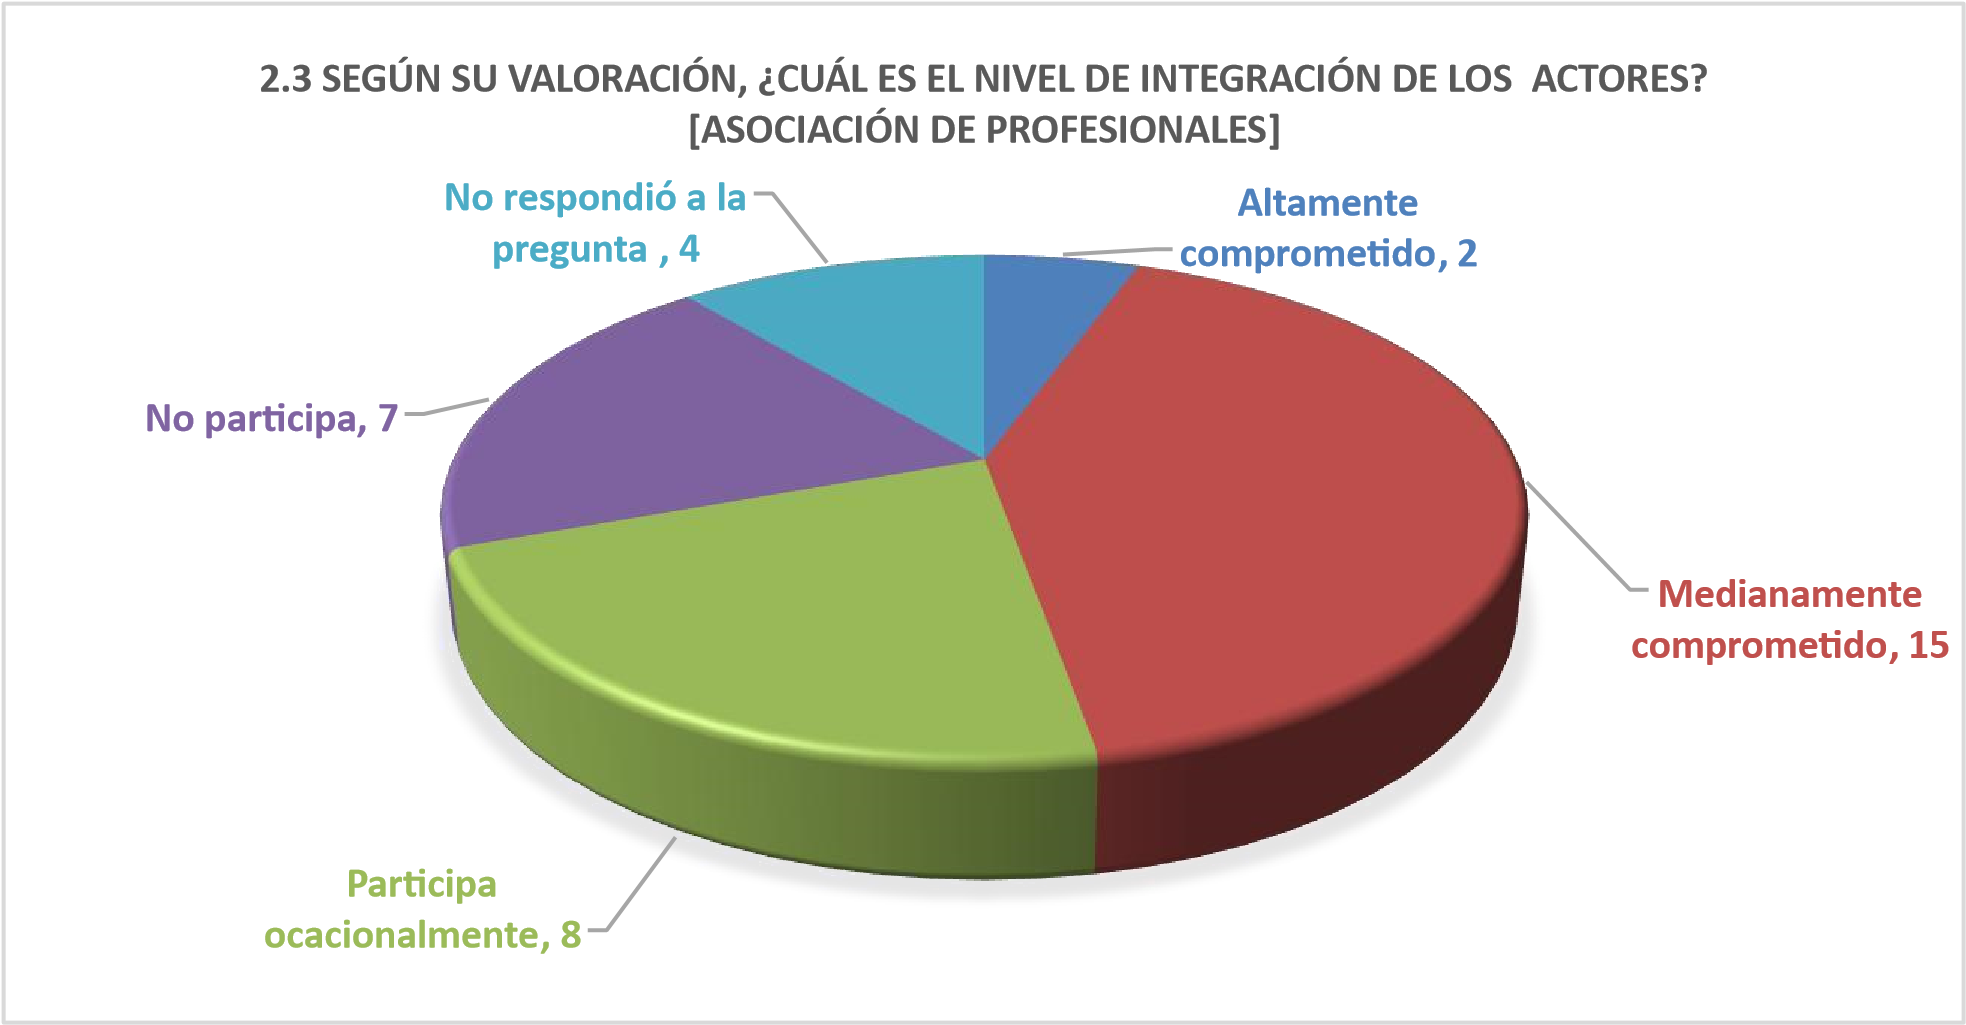 2.3 SEGÚN SU VALORACIÓN, ¿CUÁL ES EL NIVEL DE INTEGRACIÓN DE LOS  ACTORES?
[ASOCIACIÓN DE PROFESIONALES]
No respondió a la
pregunta , 4
Altamente
comprometido, 2
No participa, 7
Medianamente
comprometido, 15
Participa
ocacionalmente, 8